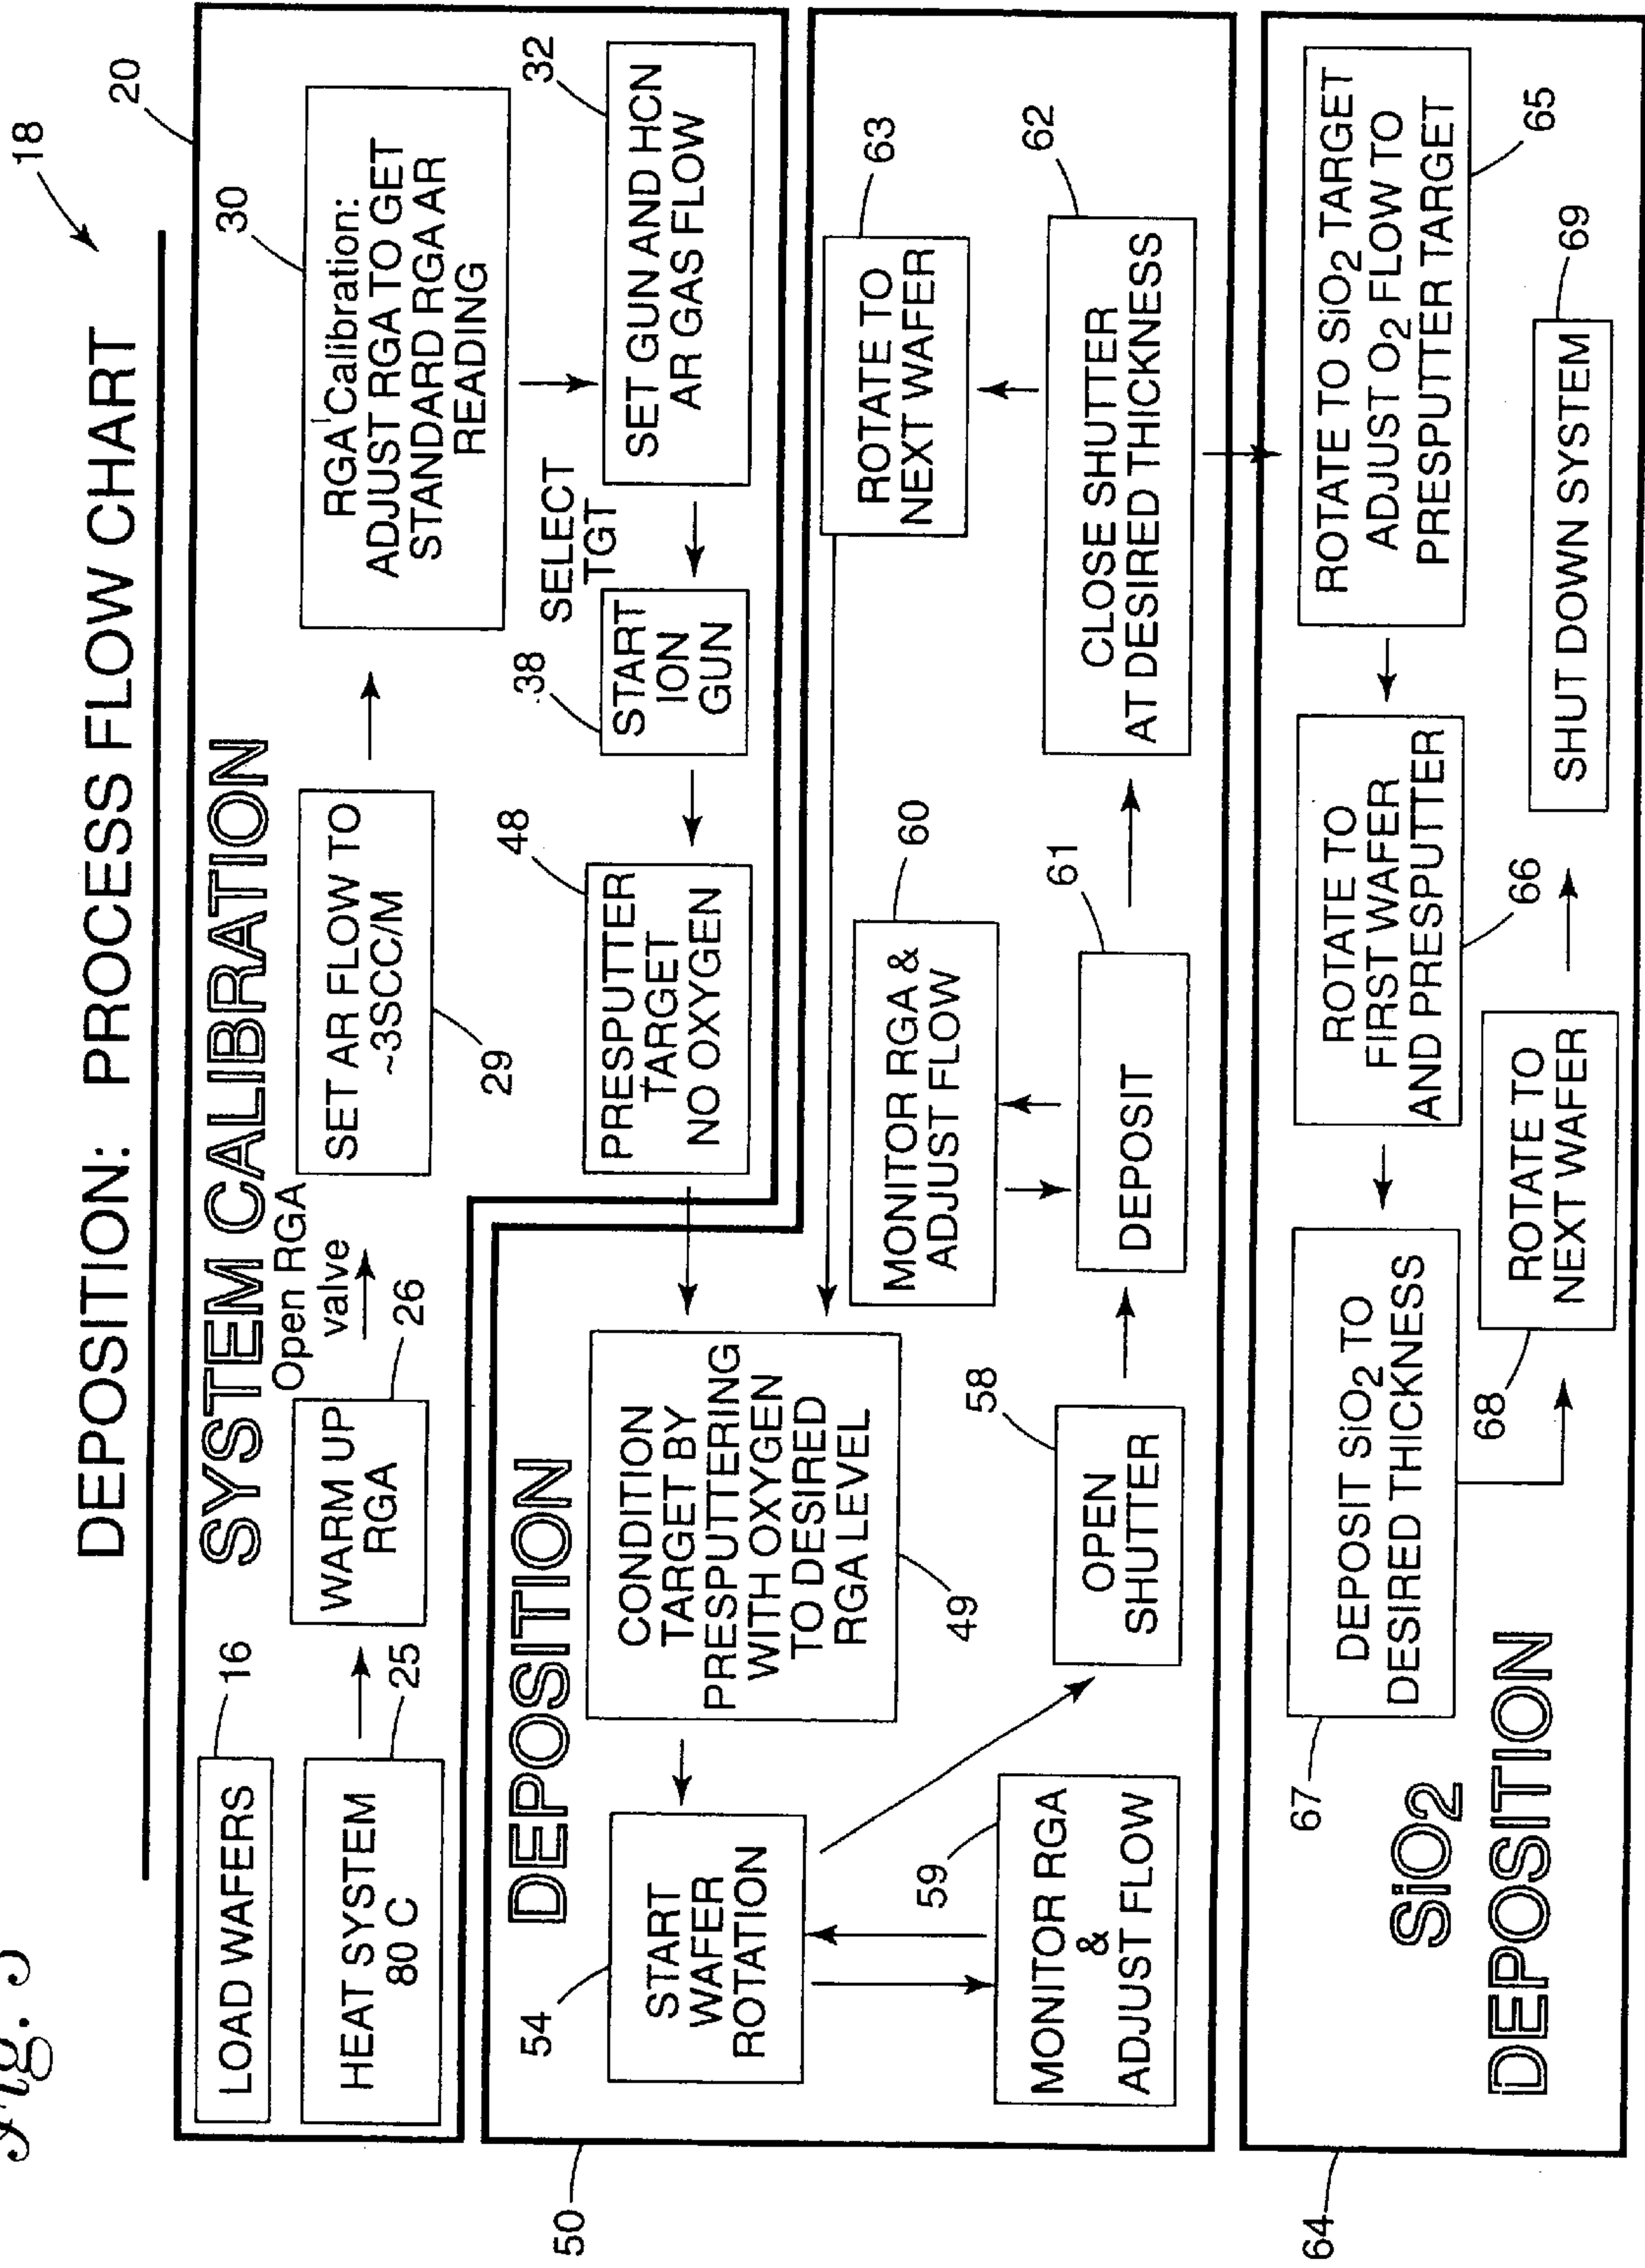 DEPOSITION: PROCESS FLOW CHART
18
20
SYSTEM CALIBRATION
LOAD WAFERS
16
HEAT SYSTEM
80 C
25
WARM UP
RGA
26
Open RGA
valve
SET AR FLOW TO
~3SCC/M
29
30
RGA Calibration:
ADJUST RGA TO GET
STANDARD RGA AR
READING
32
SET GUN AND HCN
AR GAS FLOW
SELECT
TGT
38
START
ION
GUN
48
PRESPUTTER
TARGET
NO OXYGEN
50
DEPOSITION
CONDITION
TARGET BY
PRESPUTTERING
WITH OXYGEN
TO DESIRED
RGA LEVEL
49
54
START
WAFER
ROTATION
59
MONITOR RGA
&
ADJUST FLOW
58
OPEN
SHUTTER
60
MONITOR RGA &
ADJUST FLOW
61
DEPOSIT
62
CLOSE SHUTTER
AT DESIRED THICKNESS
63
ROTATE TO
NEXT WAFER
64
SiO2
DEPOSITION
ROTATE TO SiO2 TARGET
ADJUST O2 FLOW TO
PRESPUTTER TARGET
65
ROTATE TO
FIRST WAFER
AND PRESPUTTER
66
67
DEPOSIT SiO2 TO
DESIRED THICKNESS
68
ROTATE TO
NEXT WAFER
SHUT DOWN SYSTEM
69